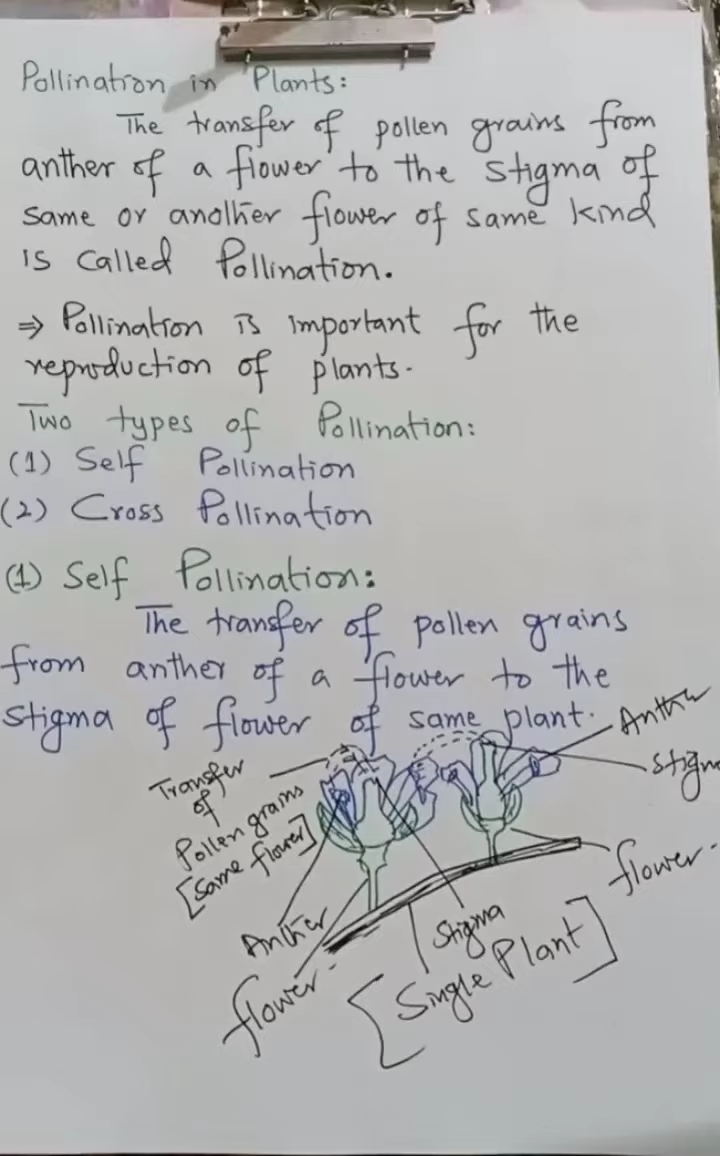 Pollination in Plants:
The transfer of pollen grains from
anther of a flower to the stigma of
same or another flower of same kind
is called Pollination.
⇒ Pollination is important for the
reproduction of plants.
Two types of Pollination:
(1) Self Pollination
(2) Cross Pollination
(1) Self Pollination:
The transfer of pollen grains
from anther of a flower to the
stigma of flower of same plant.
Anther
Stigm
Transfer
of
Pollen grains
[Same flower]
flower.
Anther
Stigma
flower.
[Single Plant]